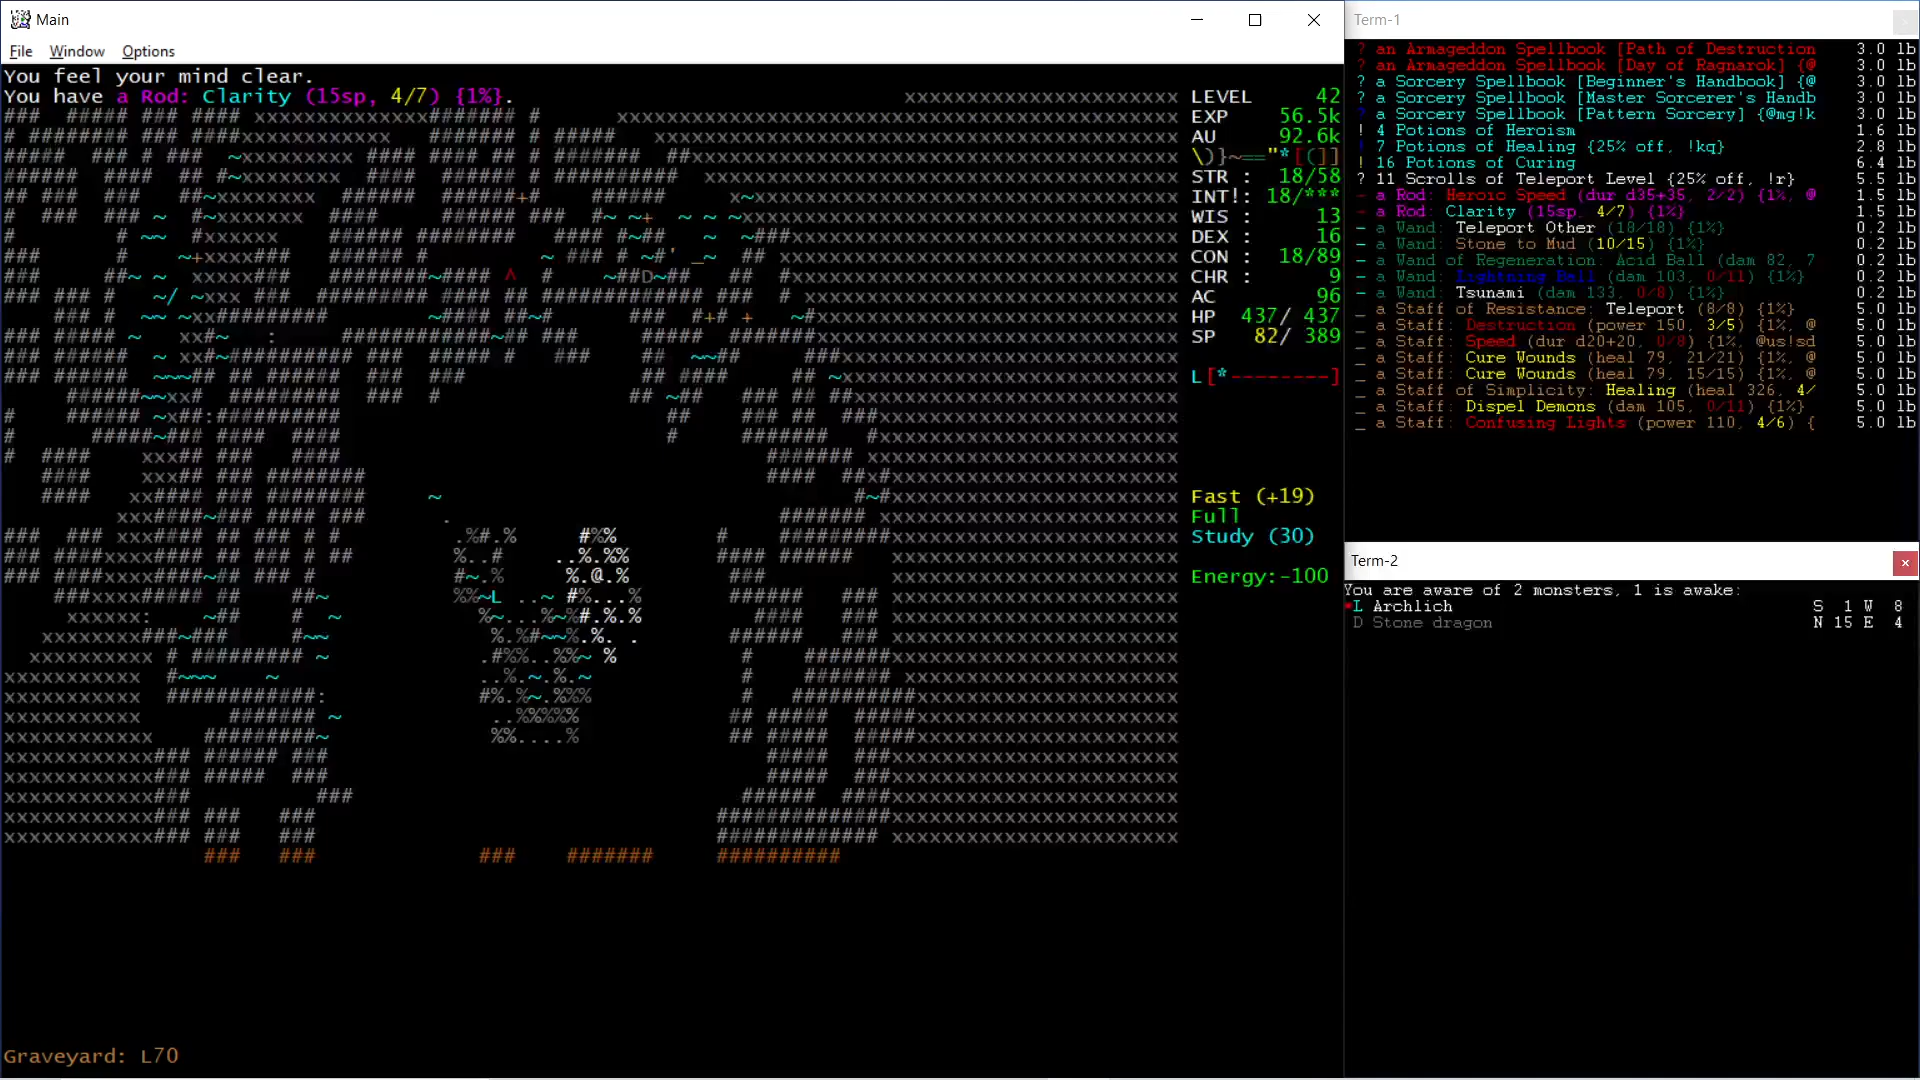 Main
File Window Options
You feel your mind clear.
You have a Rod: Clarity (15sp, 4/7) {1%}.
LEVEL 42
EXP 56.5k
AU 92.6k
\)}~=="*[(]]
STR : 18/58
INT!: 18/***
WIS : 13
DEX : 16
CON : 18/89
CHR : 9
AC 96
HP 437/ 437
SP 82/ 389
L[*--------]
Fast (+19)
Full
Study (30)
Energy:-100
Graveyard: L70
Term-1
? an Armageddon Spellbook [Path of Destruction 3.0 lb
? an Armageddon Spellbook [Day of Ragnarok] {@ 3.0 lb
? a Sorcery Spellbook [Beginner's Handbook] {@ 3.0 lb
? a Sorcery Spellbook [Master Sorcerer's Handb 3.0 lb
? a Sorcery Spellbook [Pattern Sorcery] {@mg!k 3.0 lb
! 4 Potions of Heroism 1.6 lb
! 7 Potions of Healing {25% off, !kq} 2.8 lb
! 16 Potions of Curing 6.4 lb
? 11 Scrolls of Teleport Level {25% off, !r} 5.5 lb
- a Rod: Heroic Speed (dur d35+35, 2/2) {1%, @ 1.5 lb
- a Rod: Clarity (15sp, 4/7) {1%} 1.5 lb
- a Wand: Teleport Other (18/18) {1%} 0.2 lb
- a Wand: Stone to Mud (10/15) {1%} 0.2 lb
- a Wand of Regeneration: Acid Ball (dam 82, 7 0.2 lb
- a Wand: Lightning Ball (dam 103, 0/11) {1%} 0.2 lb
- a Wand: Tsunami (dam 133, 0/8) {1%} 0.2 lb
_ a Staff of Resistance: Teleport (8/8) {1%} 5.0 lb
_ a Staff: Destruction (power 150, 3/5) {1%, @ 5.0 lb
_ a Staff: Speed (dur d20+20, 0/8) {1%, @us!sd 5.0 lb
_ a Staff: Cure Wounds (heal 79, 21/21) {1%, @ 5.0 lb
_ a Staff: Cure Wounds (heal 79, 15/15) {1%, @ 5.0 lb
_ a Staff of Simplicity: Healing (heal 326, 4/ 5.0 lb
_ a Staff: Dispel Demons (dam 105, 0/11) {1%} 5.0 lb
_ a Staff: Confusing Lights (power 110, 4/6) { 5.0 lb
Term-2
You are aware of 2 monsters, 1 is awake:
L Archlich S 1 W 8
D Stone dragon N 15 E 4